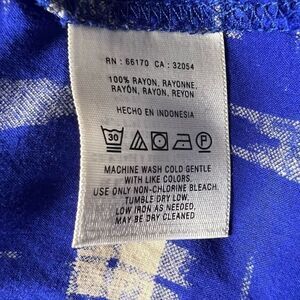 RN : 66170 CA : 32054
100% RAYON, RAYONNE,
RAYÓN, RAYON, REYON
HECHO EN INDONESIA
30 P
MACHINE WASH COLD GENTLE
WITH LIKE COLORS.
USE ONLY NON-CHLORINE BLEACH.
TUMBLE DRY LOW.
LOW IRON AS NEEDED,
MAY BE DRY CLEANED